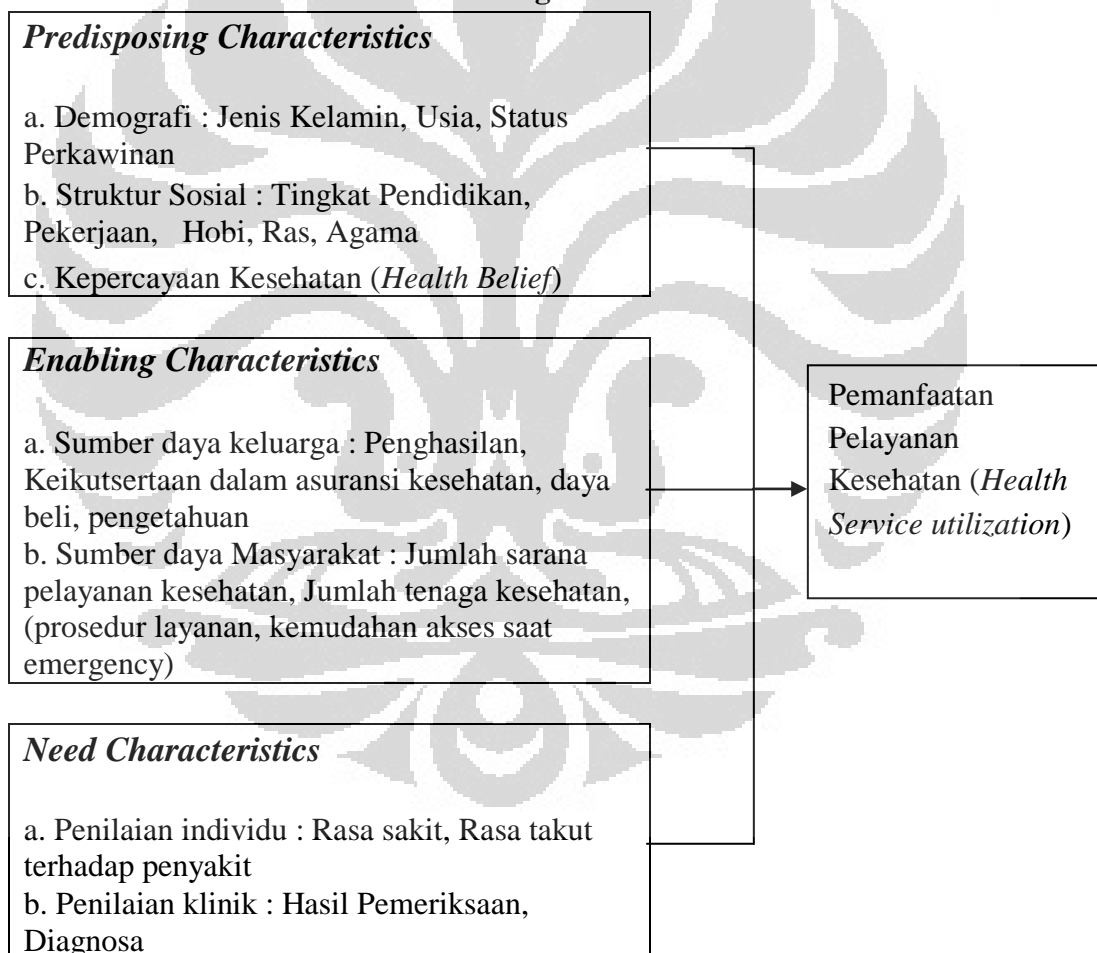 Predisposing Characteristics
a. Demografi : Jenis Kelamin, Usia, Status
Perkawinan
b. Struktur Sosial : Tingkat Pendidikan,
Pekerjaan, Hobi, Ras, Agama
c. Kepercayaan Kesehatan (Health Belief)
Enabling Characteristics
a. Sumber daya keluarga : Penghasilan,
Keikutsertaan dalam asuransi kesehatan, daya
beli, pengetahuan
b. Sumber daya Masyarakat : Jumlah sarana
pelayanan kesehatan, Jumlah tenaga kesehatan,
(prosedur layanan, kemudahan akses saat
emergency)
Pemanfaatan
Pelayanan
Kesehatan (Health
Service utilization)
Need Characteristics
a. Penilaian individu : Rasa sakit, Rasa takut
terhadap penyakit
b. Penilaian klinik : Hasil Pemeriksaan,
Diagnosa